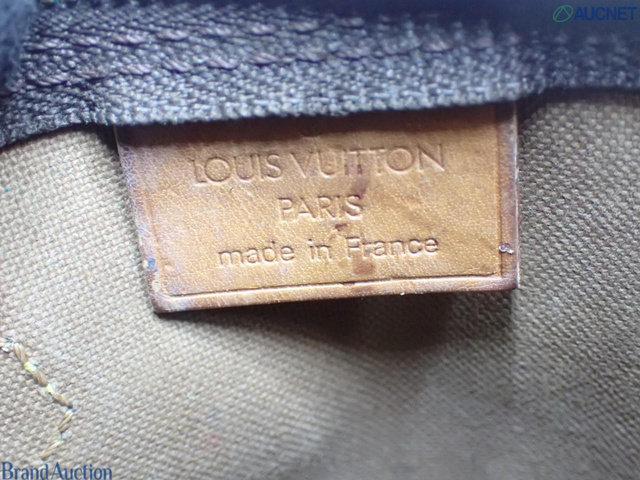 AUCNET
LOUIS VUITTON
PARIS
made in France
Brand Auction